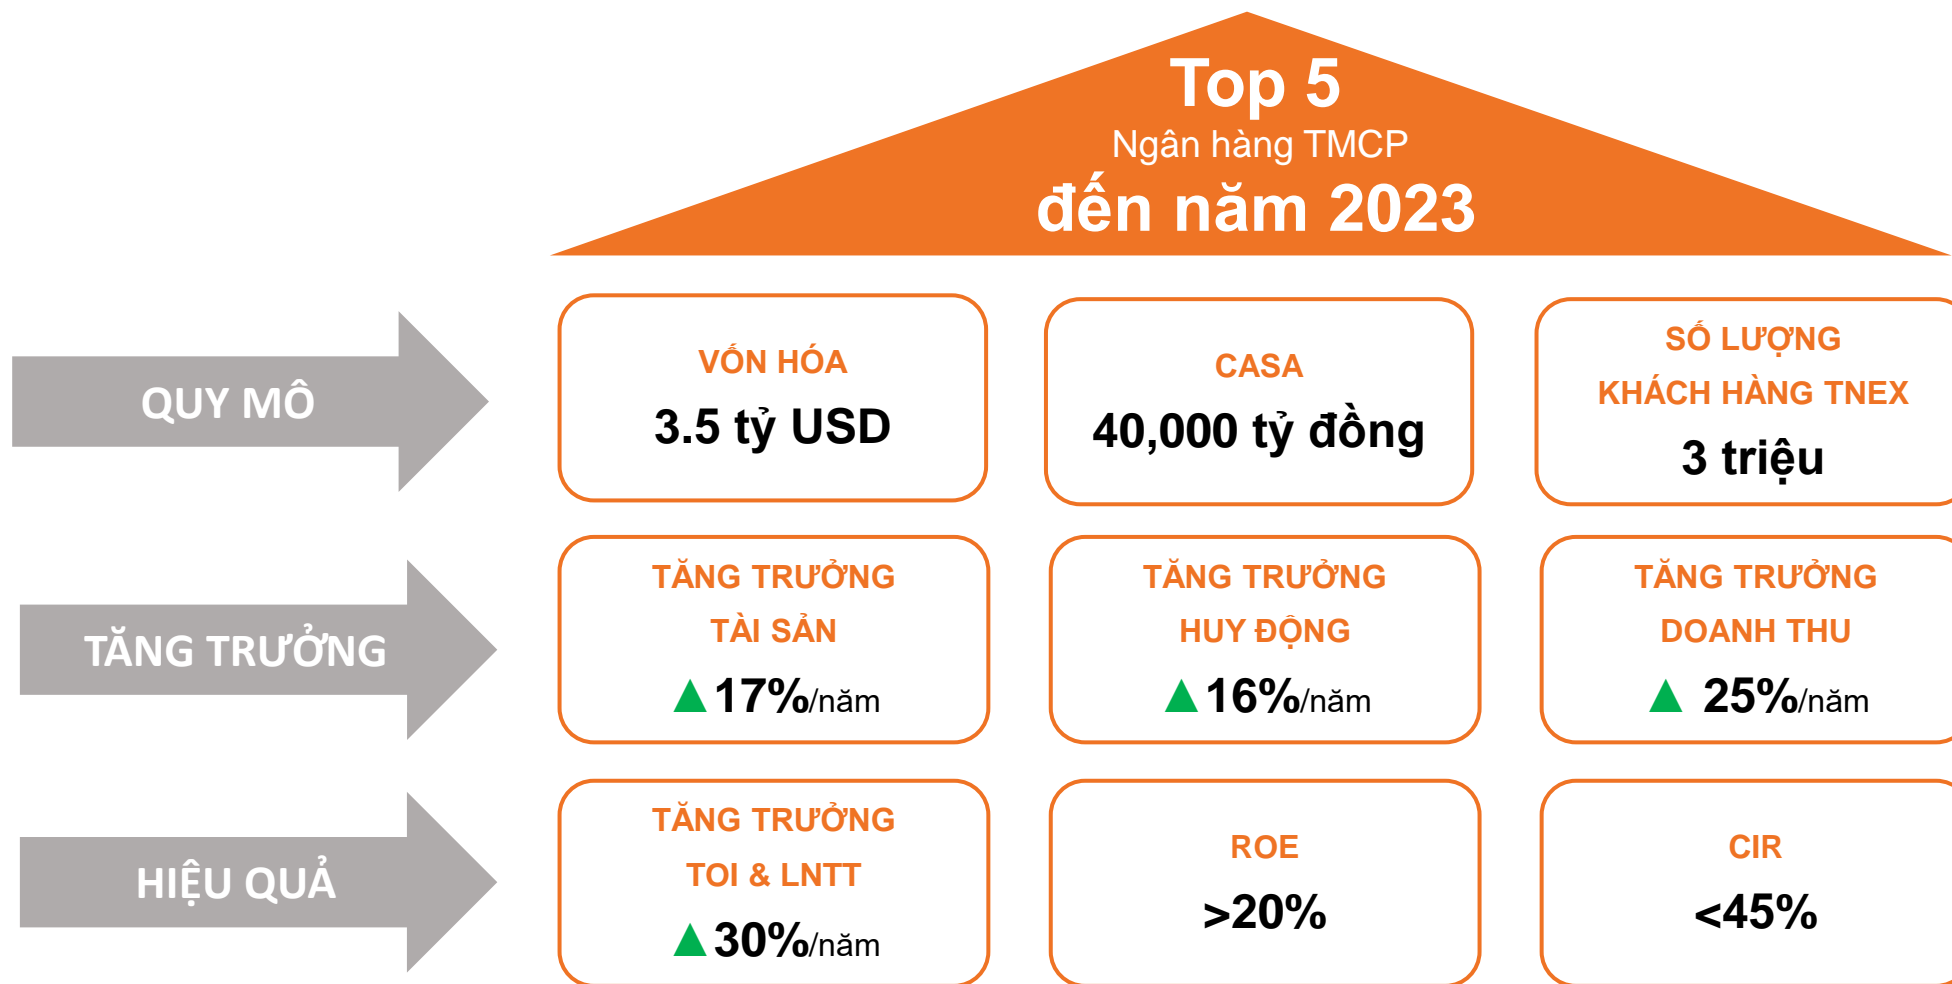 Top 5
Ngân hàng TMCP
đến năm 2023
QUY MÔ
VỐN HÓA
3.5 tỷ USD
CASA
40,000 tỷ đồng
SỐ LƯỢNG
KHÁCH HÀNG TNEX
3 triệu
TĂNG TRƯỞNG
TĂNG TRƯỞNG
TÀI SẢN
▲17%/năm
TĂNG TRƯỞNG
HUY ĐỘNG
▲16%/năm
TĂNG TRƯỞNG
DOANH THU
▲ 25%/năm
HIỆU QUẢ
TĂNG TRƯỞNG
TOI & LNTT
▲30%/năm
ROE
>20%
CIR
<45%